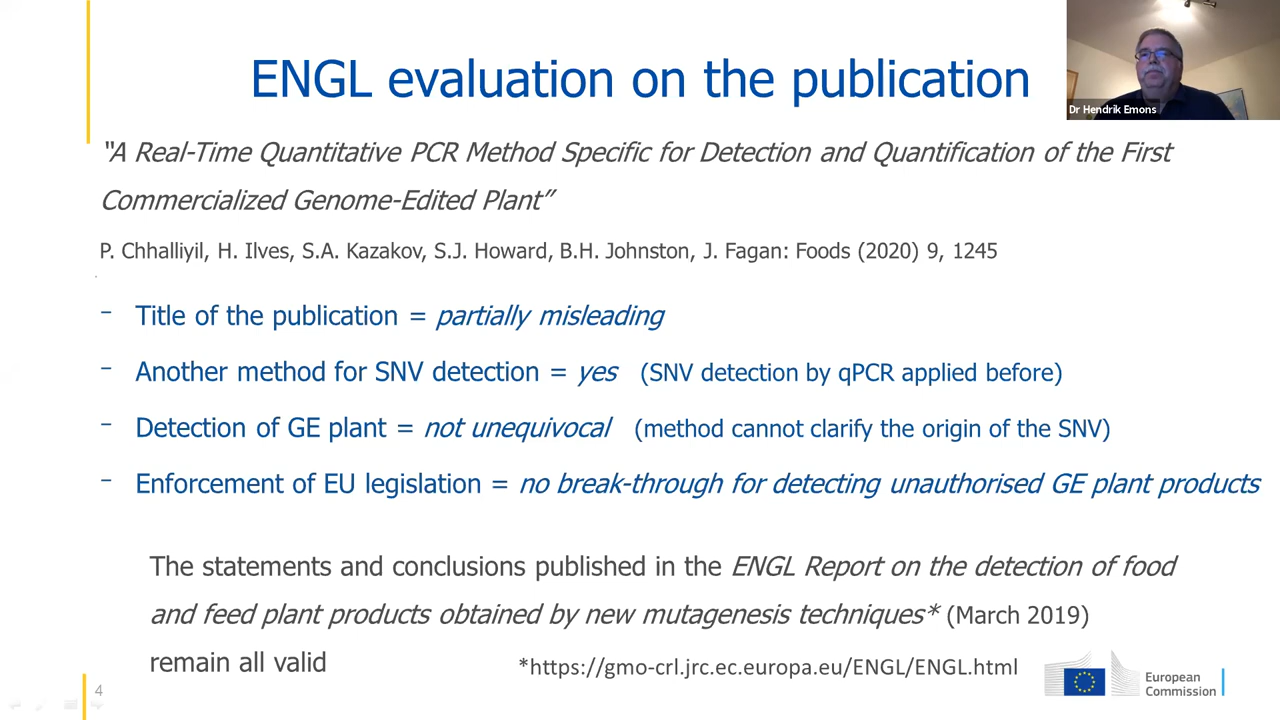 ENGL evaluation on the publication
Dr Hendrik Emons
"A Real-Time Quantitative PCR Method Specific for Detection and Quantification of the First
Commercialized Genome-Edited Plant”
P. Chhalliyil, H. Ilves, S.A. Kazakov, S.J. Howard, B.H. Johnston, J. Fagan: Foods (2020) 9, 1245
- Title of the publication = partially misleading
- Another method for SNV detection = yes (SNV detection by qPCR applied before)
- Detection of GE plant = not unequivocal (method cannot clarify the origin of the SNV)
- Enforcement of EU legislation = no break-through for detecting unauthorised GE plant products
The statements and conclusions published in the ENGL Report on the detection of food
and feed plant products obtained by new mutagenesis techniques* (March 2019)
remain all valid
*https://gmo-crl.jrc.ec.europa.eu/ENGL/ENGL.html
4
European
Commission